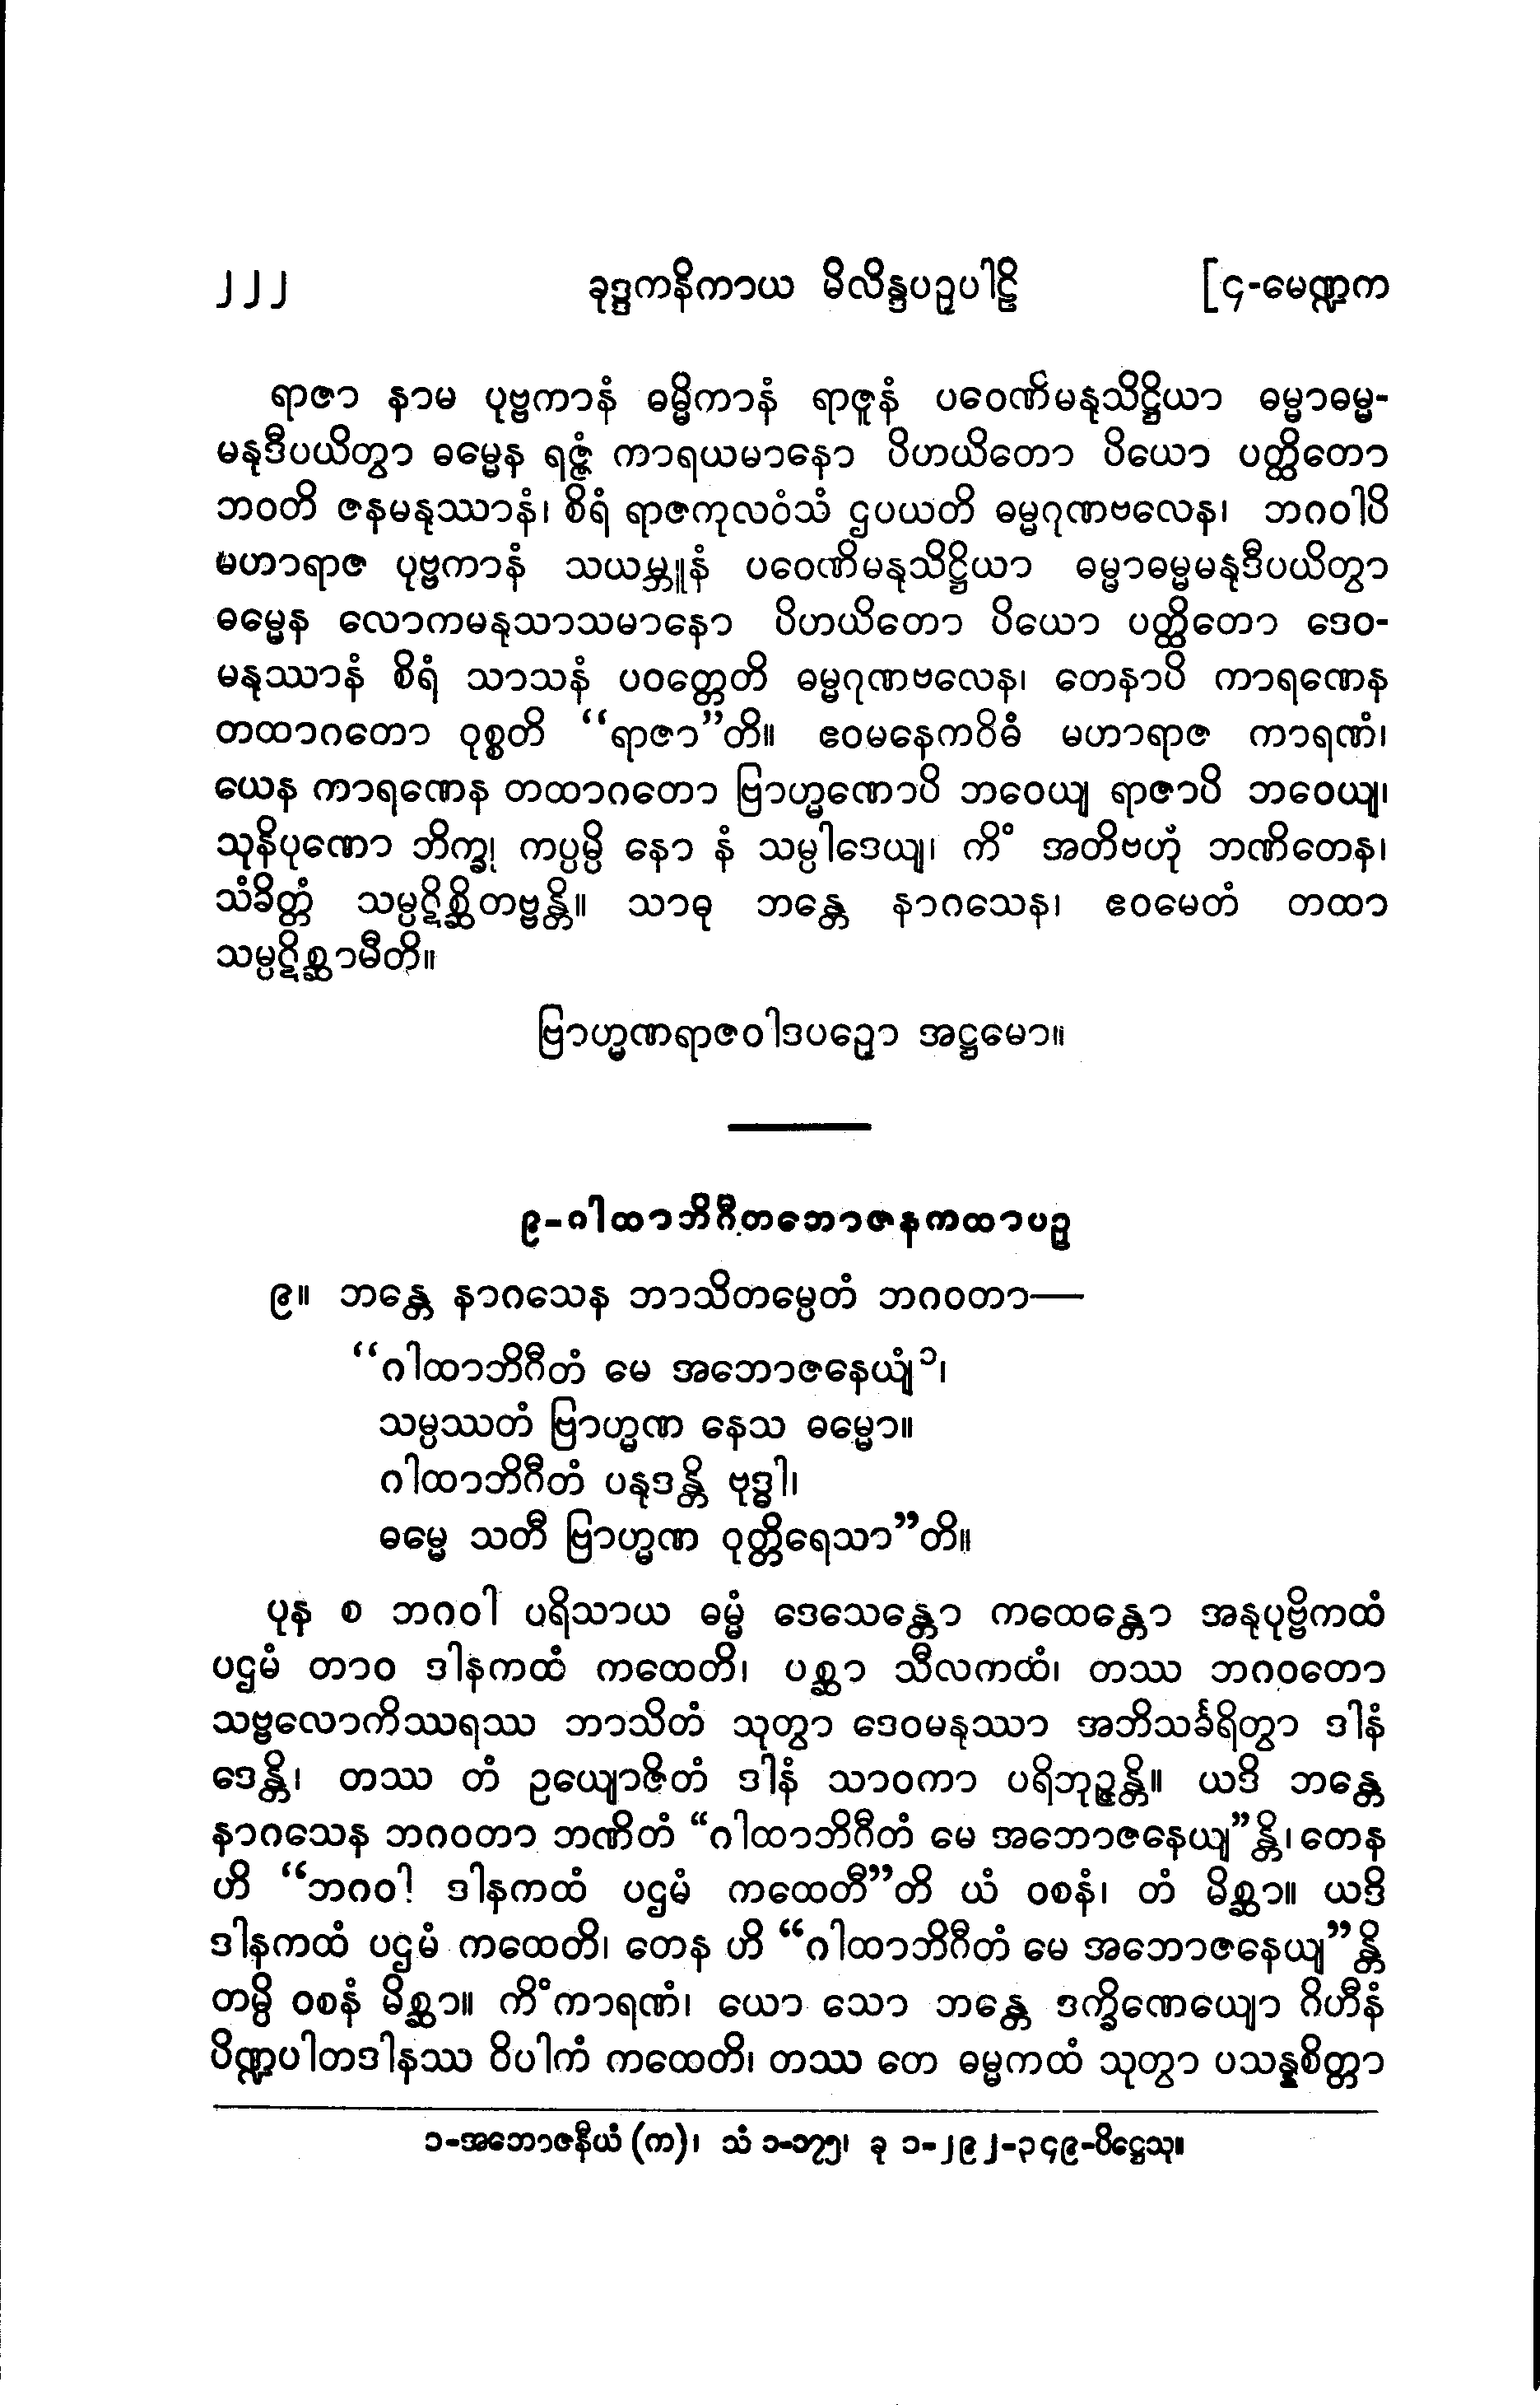 ၂၂၂ ခုဒ္ဒကနိကာယ မိလိန္ဒပဉှပါဠိ [၄-မေဏ္ဍက
ရာဇာ နာမ ပုဗ္ဗကာနံ ဓမ္မိကာနံ ရာဇူနံ ပဝေဏိမနုသိဋ္ဌိယာ ဓမ္မာဓမ္မ-
မနုဒီပယိတွာ ဓမ္မေန ရဇ္ဇံ ကာရယမာနော ပိဟယိတော ပိယော ပတ္ထိတော
ဘဝတိ ဇနမနုဿာနံ၊ စိရံ ရာဇကုလဝံသံ ဌပယတိ ဓမ္မဂုဏဗလေန၊ ဘဂဝါပိ
မဟာရာဇ ပုဗ္ဗကာနံ သယမ္ဘူနံ ပဝေဏိမနုသိဋ္ဌိယာ ဓမ္မာဓမ္မမနုဒီပယိတွာ
ဓမ္မေန လောကမနုသာသမာနော ပိဟယိတော ပိယော ပတ္ထိတော ဒေဝ-
မနုဿာနံ စိရံ သာသနံ ပဝတ္တေတိ ဓမ္မဂုဏဗလေန၊ တေနာပိ ကာရဏေန
တထာဂတော ဝုစ္စတိ “ရာဇာ”တိ။ ဧဝမနေကဝိဓံ မဟာရာဇ ကာရဏံ၊
ယေန ကာရဏေန တထာဂတော ဗြာဟ္မဏောပိ ဘဝေယျ ရာဇာပိ ဘဝေယျ၊
သုနိပုဏော ဘိက္ခု ကပ္ပမ္ပိ နော နံ သမ္ပါဒေယျ၊ ကိံ အတိဗဟုံ ဘဏိတေန၊
သံခိတ္တံ သမ္ပဋိစ္ဆိတဗ္ဗန္တိ။ သာဓု ဘန္တေ နာဂသေန၊ ဧဝမေတံ တထာ
သမ္ပဋိစ္ဆာမီတိ။
ဗြာဟ္မဏရာဇဝါဒပဉှော အဋ္ဌမော။
၉-ဂါထာဘိဂီတဘောဇနကထာပဉှ
၉။ ဘန္တေ နာဂသေန ဘာသိတမ္ပေတံ ဘဂဝတာ—
“ဂါထာဘိဂီတံ မေ အဘောဇနေယျံ၁၊
သမ္ပဿတံ ဗြာဟ္မဏ နေသ ဓမ္မော။
ဂါထာဘိဂီတံ ပနုဒန္တိ ဗုဒ္ဓါ၊
ဓမ္မေ သတီ ဗြာဟ္မဏ ဝုတ္တိရေသာ”တိ။
ပုန စ ဘဂဝါ ပရိသာယ ဓမ္မံ ဒေသေန္တော ကထေန္တော အနုပုဗ္ဗိကထံ
ပဌမံ တာဝ ဒါနကထံ ကထေတိ၊ ပစ္ဆာ သီလကထံ၊ တဿ ဘဂဝတော
သဗ္ဗလောကိဿရဿ ဘာသိတံ သုတွာ ဒေဝမနုဿာ အဘိသင်္ခရိတွာ ဒါနံ
ဒေန္တိ၊ တဿ တံ ဥယျောဇိတံ ဒါနံ သာဝကာ ပရိဘုဉ္ဇန္တိ။ ယဒိ ဘန္တေ
နာဂသေန ဘဂဝတာ ဘဏိတံ “ဂါထာဘိဂီတံ မေ အဘောဇနေယျ”န္တိ၊ တေန
ဟိ “ဘဂဝါ ဒါနကထံ ပဌမံ ကထေတီ”တိ ယံ ဝစနံ၊ တံ မိစ္ဆာ။ ယဒိ
ဒါနကထံ ပဌမံ ကထေတိ၊ တေန ဟိ “ဂါထာဘိဂီတံ မေ အဘောဇနေယျ”န္တိ
တမ္ပိ ဝစနံ မိစ္ဆာ။ ကိံကာရဏံ၊ ယော သော ဘန္တေ ဒက္ခိဏေယျော ဂိဟီနံ
ပိဏ္ဍပါတဒါနဿ ဝိပါကံ ကထေတိ၊ တဿ တေ ဓမ္မကထံ သုတွာ ပသန္နစိတ္တာ
၁-အဘောဇနီယံ (က)၊ သံ ၁-၁၇၅၊ ခု ၁-၂၉၂-၃၄၉-ပိဋ္ဌေသု။